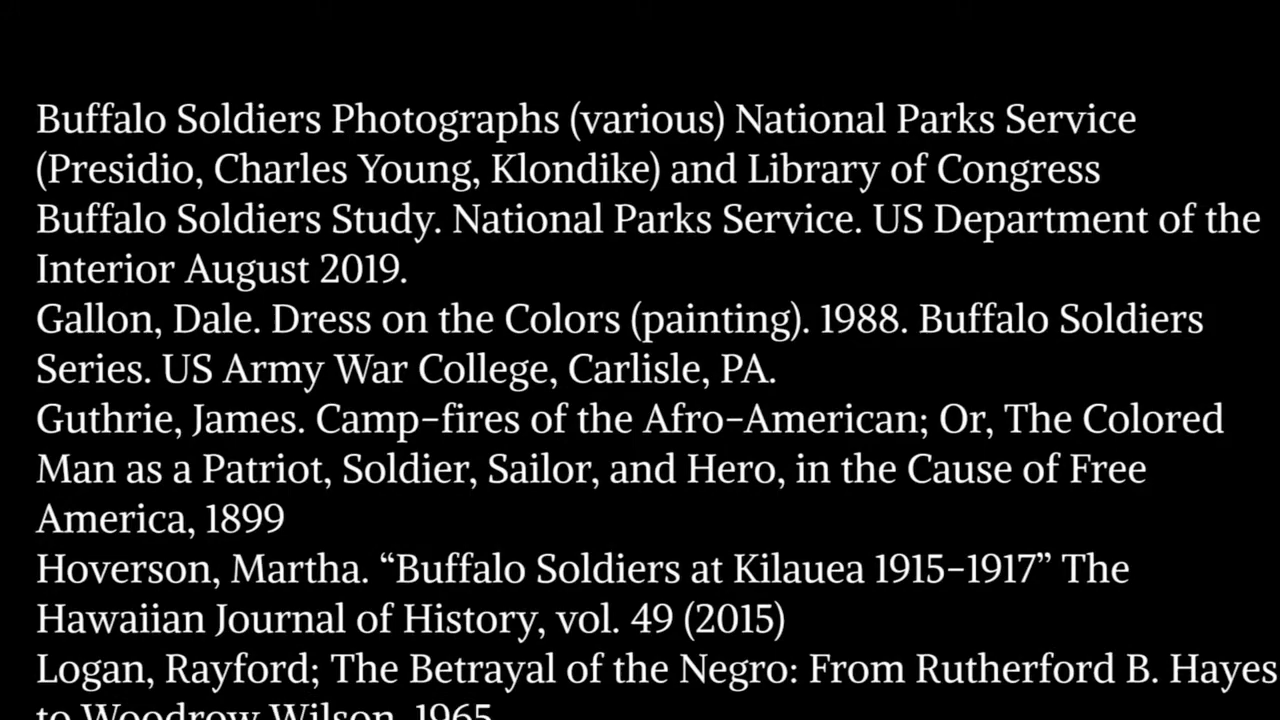 Buffalo Soldiers Photographs (various) National Parks Service
(Presidio, Charles Young, Klondike) and Library of Congress
Buffalo Soldiers Study. National Parks Service. US Department of the
Interior August 2019.
Gallon, Dale. Dress on the Colors (painting). 1988. Buffalo Soldiers
Series. US Army War College, Carlisle, PA.
Guthrie, James. Camp-fires of the Afro-American; Or, The Colored
Man as a Patriot, Soldier, Sailor, and Hero, in the Cause of Free
America, 1899
Hoverson, Martha. “Buffalo Soldiers at Kilauea 1915-1917” The
Hawaiian Journal of History, vol. 49 (2015)
Logan, Rayford; The Betrayal of the Negro: From Rutherford B. Hayes
to Woodrow Wilson, 1965